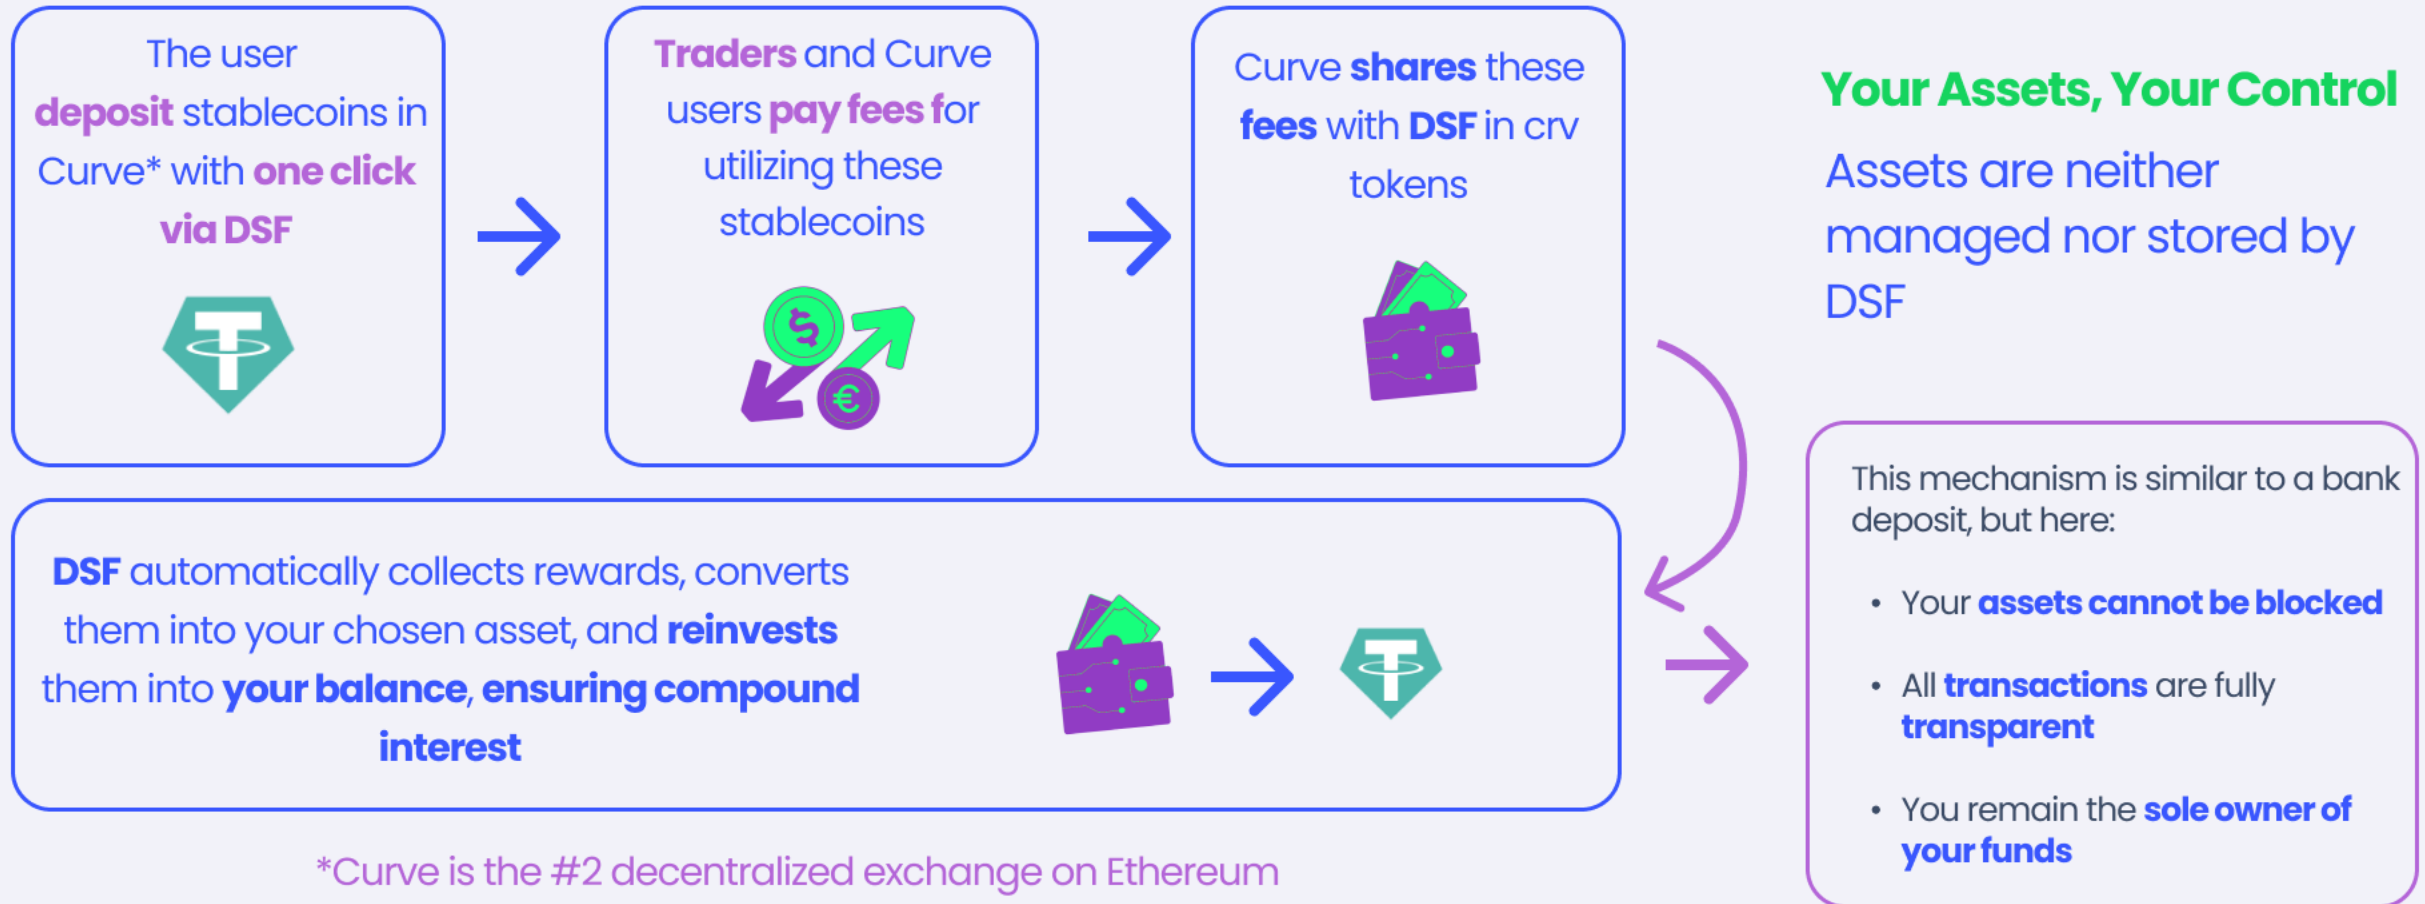 The user
deposit stablecoins in
Curve* with one click
via DSF
Traders and Curve
users pay fees for
utilizing these
stablecoins
Curve shares these
fees with DSF in crv
tokens
Your Assets, Your Control
Assets are neither
managed nor stored by
DSF
DSF automatically collects rewards, converts
them into your chosen asset, and reinvests
them into your balance, ensuring compound
interest
This mechanism is similar to a bank
deposit, but here:
• Your assets cannot be blocked
• All transactions are fully
transparent
• You remain the sole owner of
your funds
*Curve is the #2 decentralized exchange on Ethereum